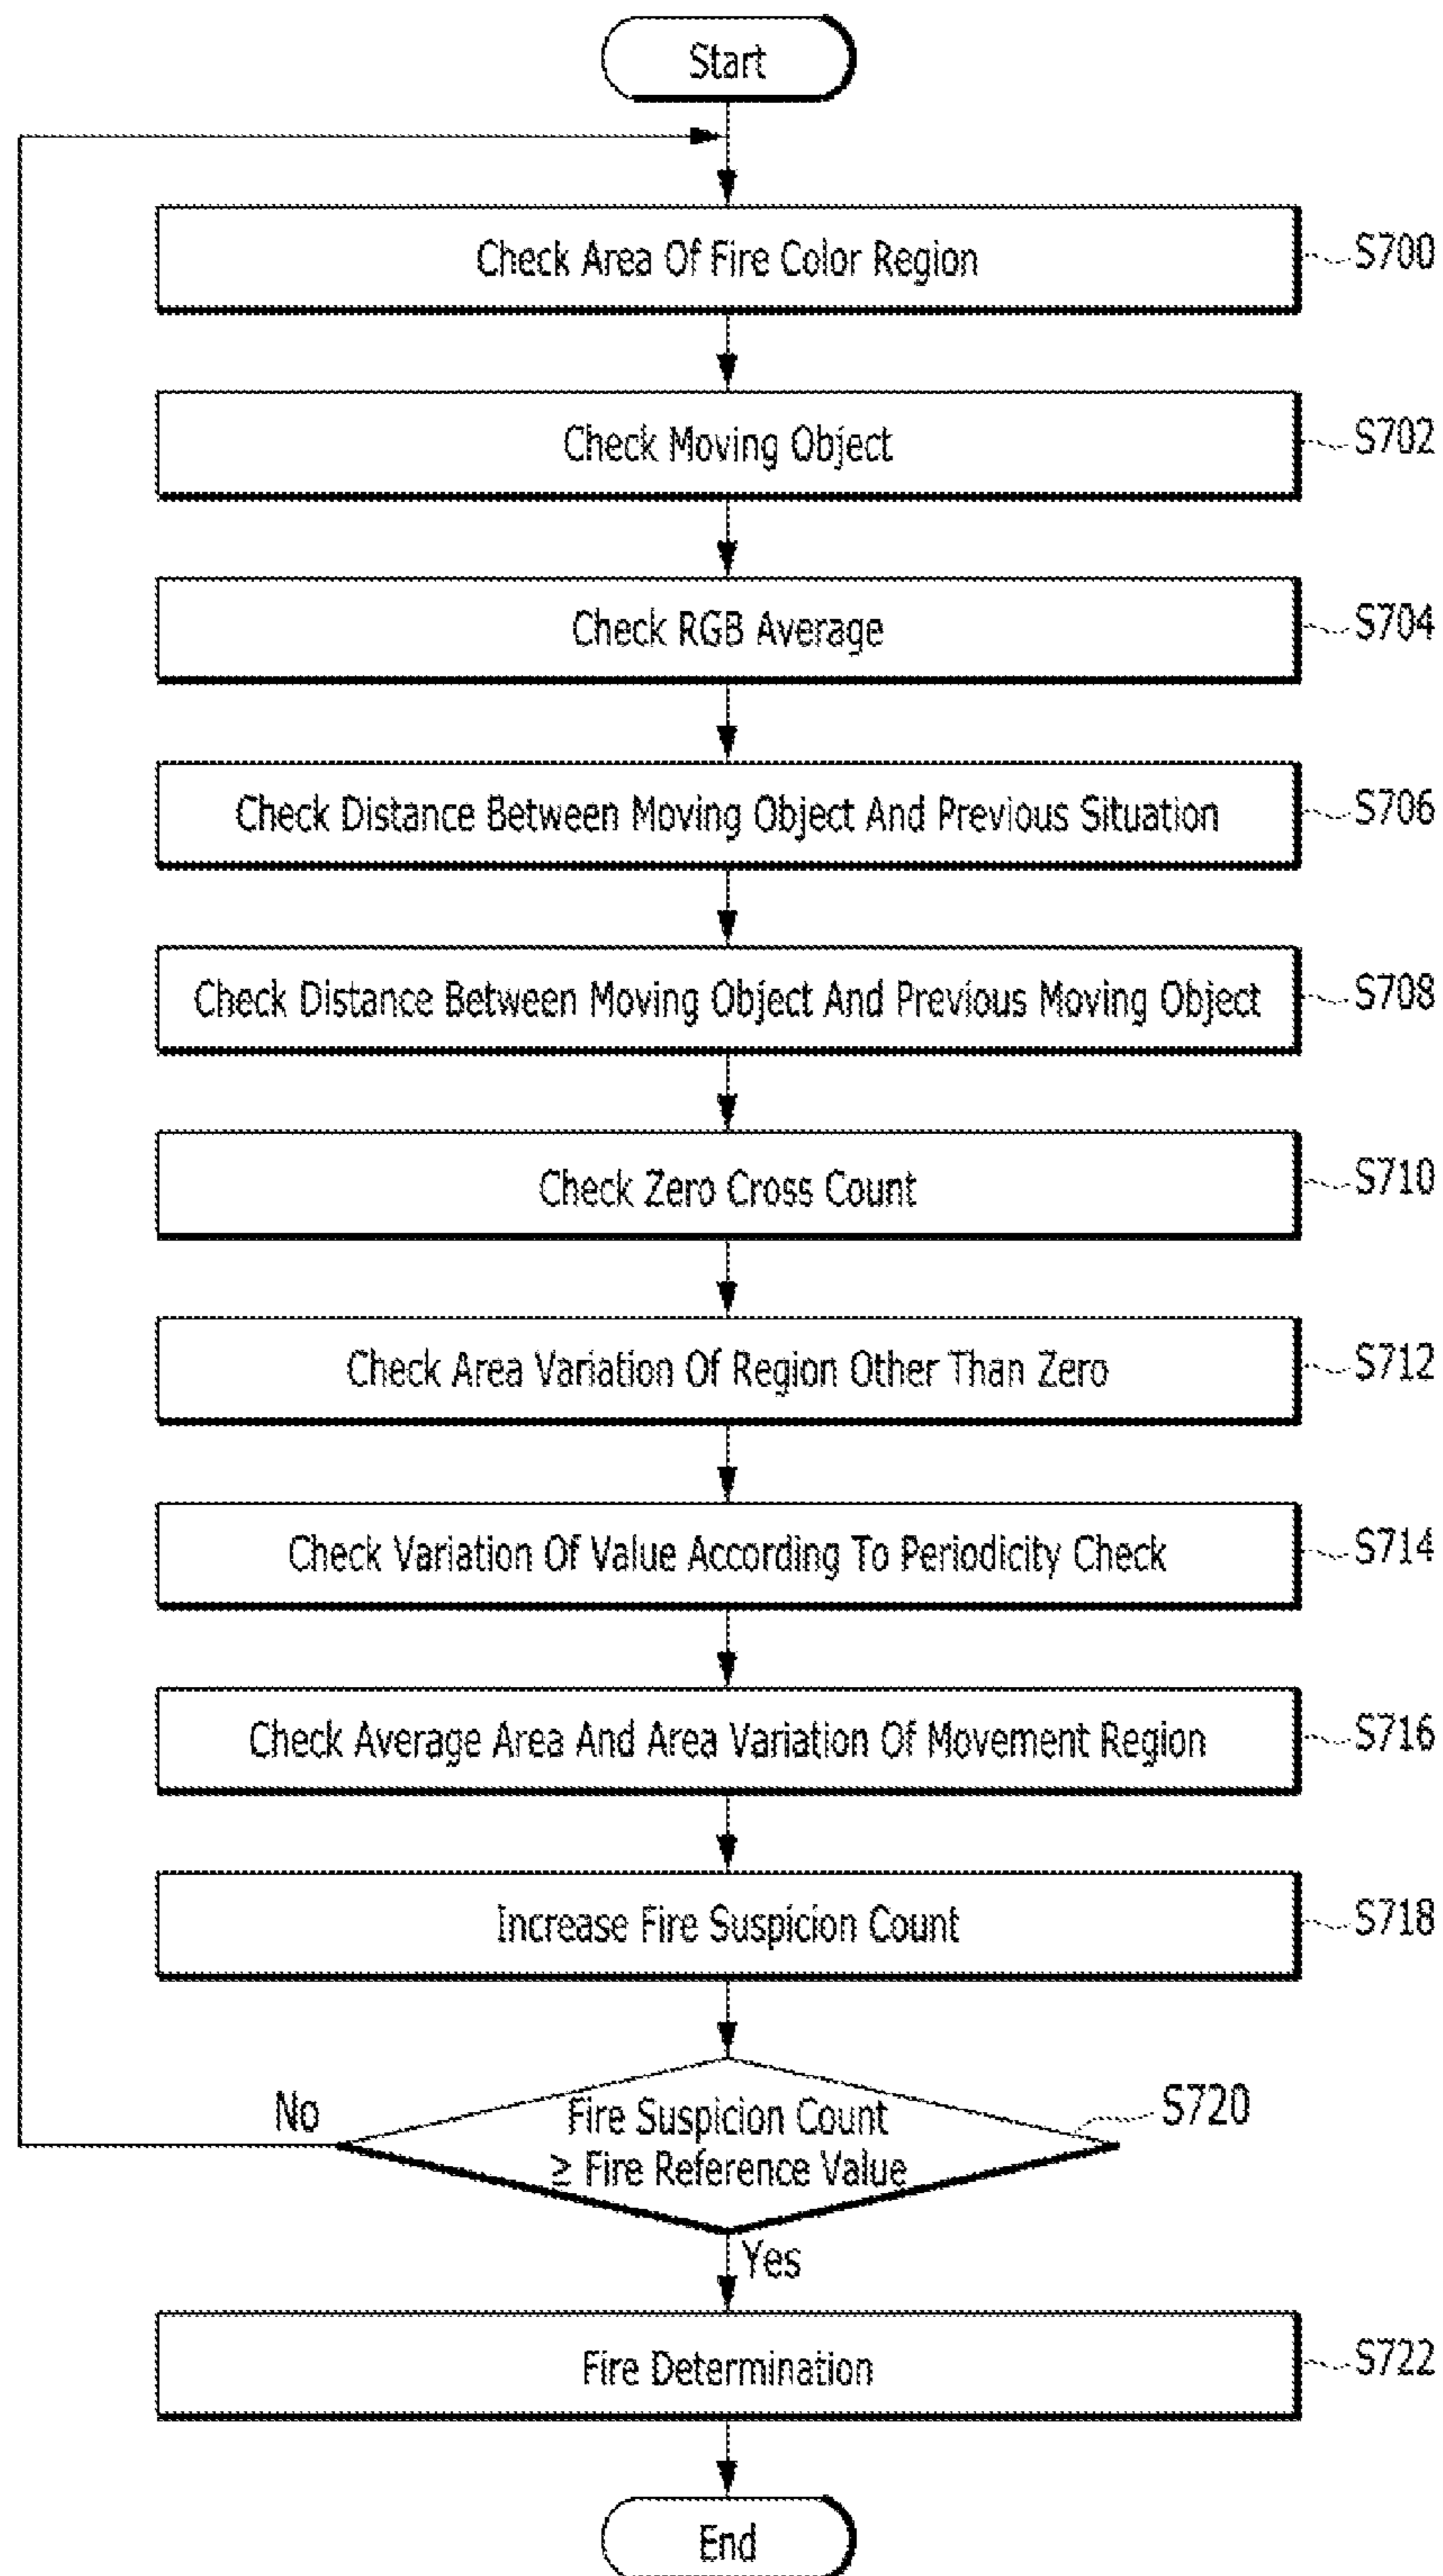 Start
Check Area Of Fire Color Region
S700
Check Moving Object
S702
Check RGB Average
S704
Check Distance Between Moving Object And Previous Situation
S706
Check Distance Between Moving Object And Previous Moving Object
S708
Check Zero Cross Count
S710
Check Area Variation Of Region Other Than Zero
S712
Check Variation Of Value According To Periodicity Check
S714
Check Average Area And Area Variation Of Movement Region
S716
Increase Fire Suspicion Count
S718
No
Fire Suspicion Count
≥ Fire Reference Value
S720
Yes
Fire Determination
S722
End